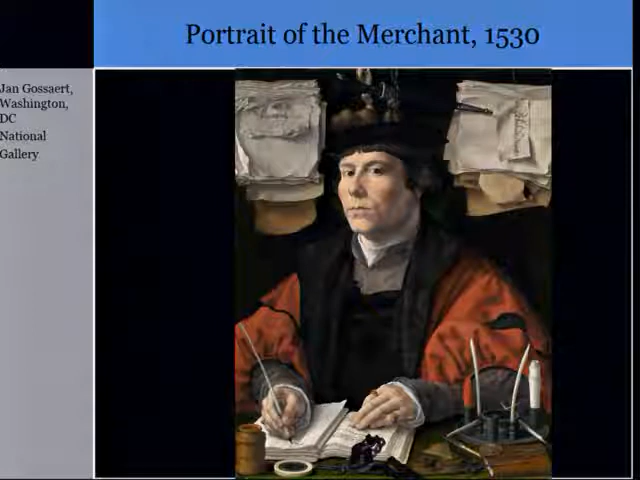 Portrait of the Merchant, 1530
Jan Gossaert,
Washington,
DC
National
Gallery